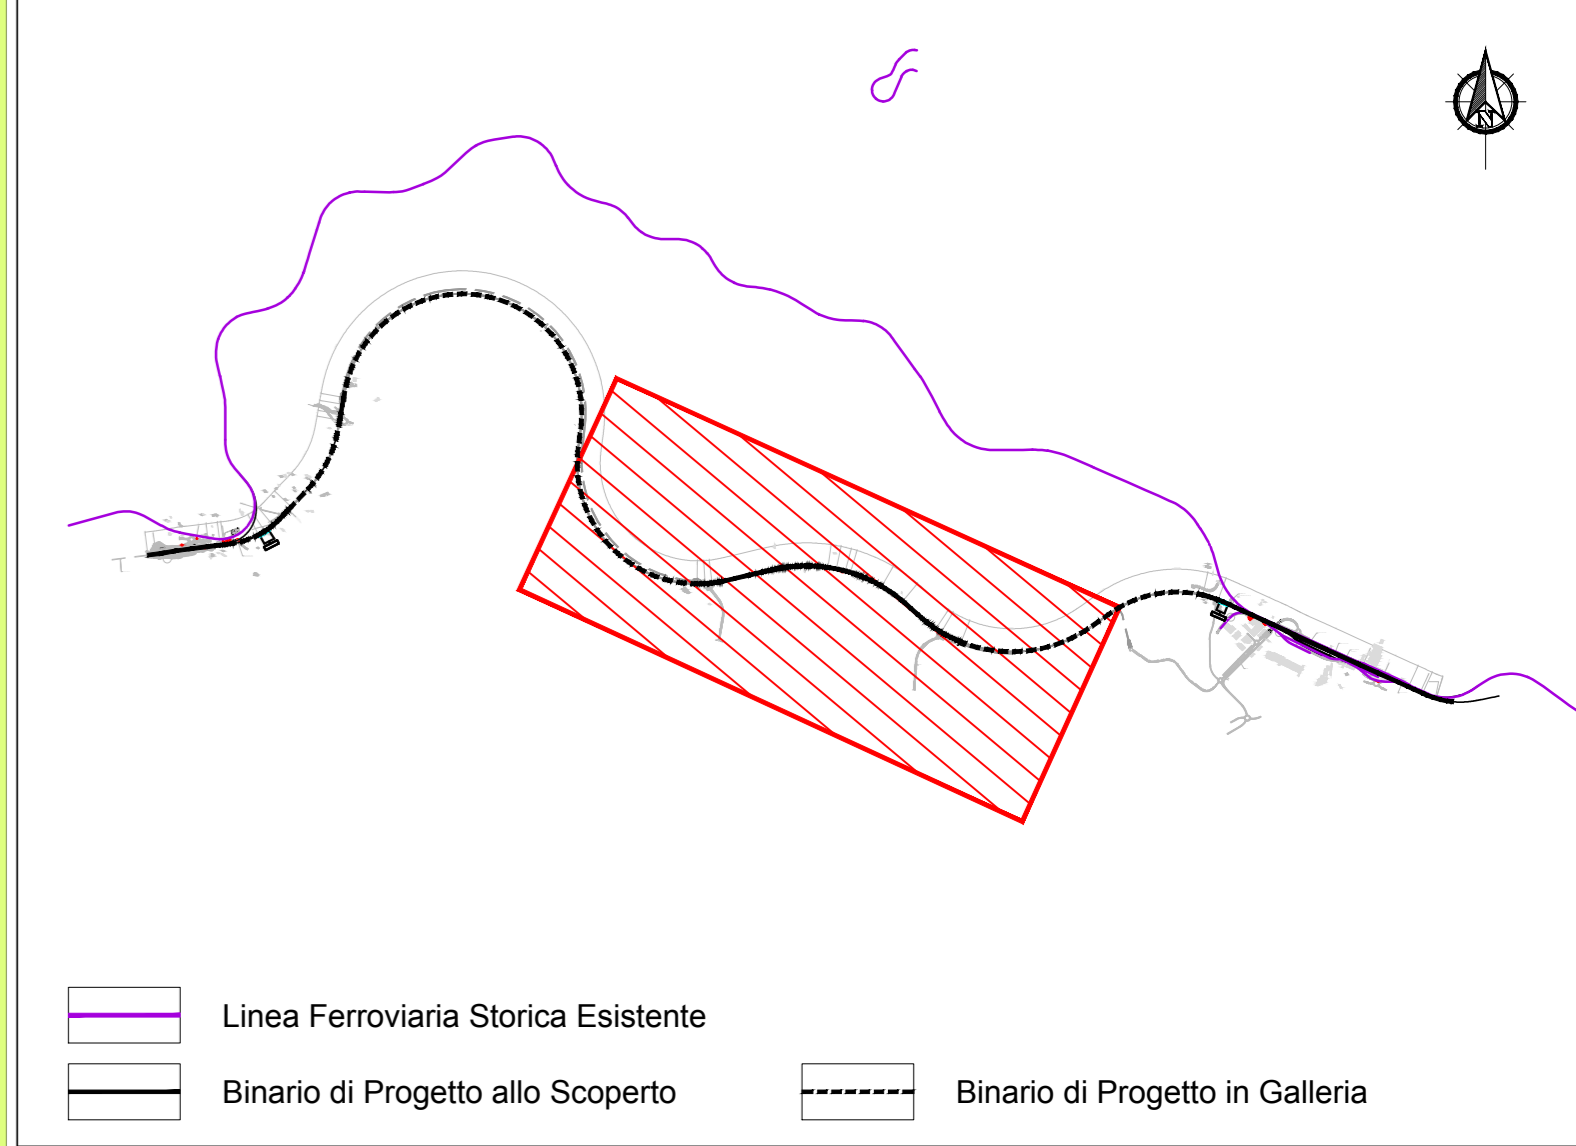 N
Linea Ferroviaria Storica Esistente
Binario di Progetto allo Scoperto
Binario di Progetto in Galleria